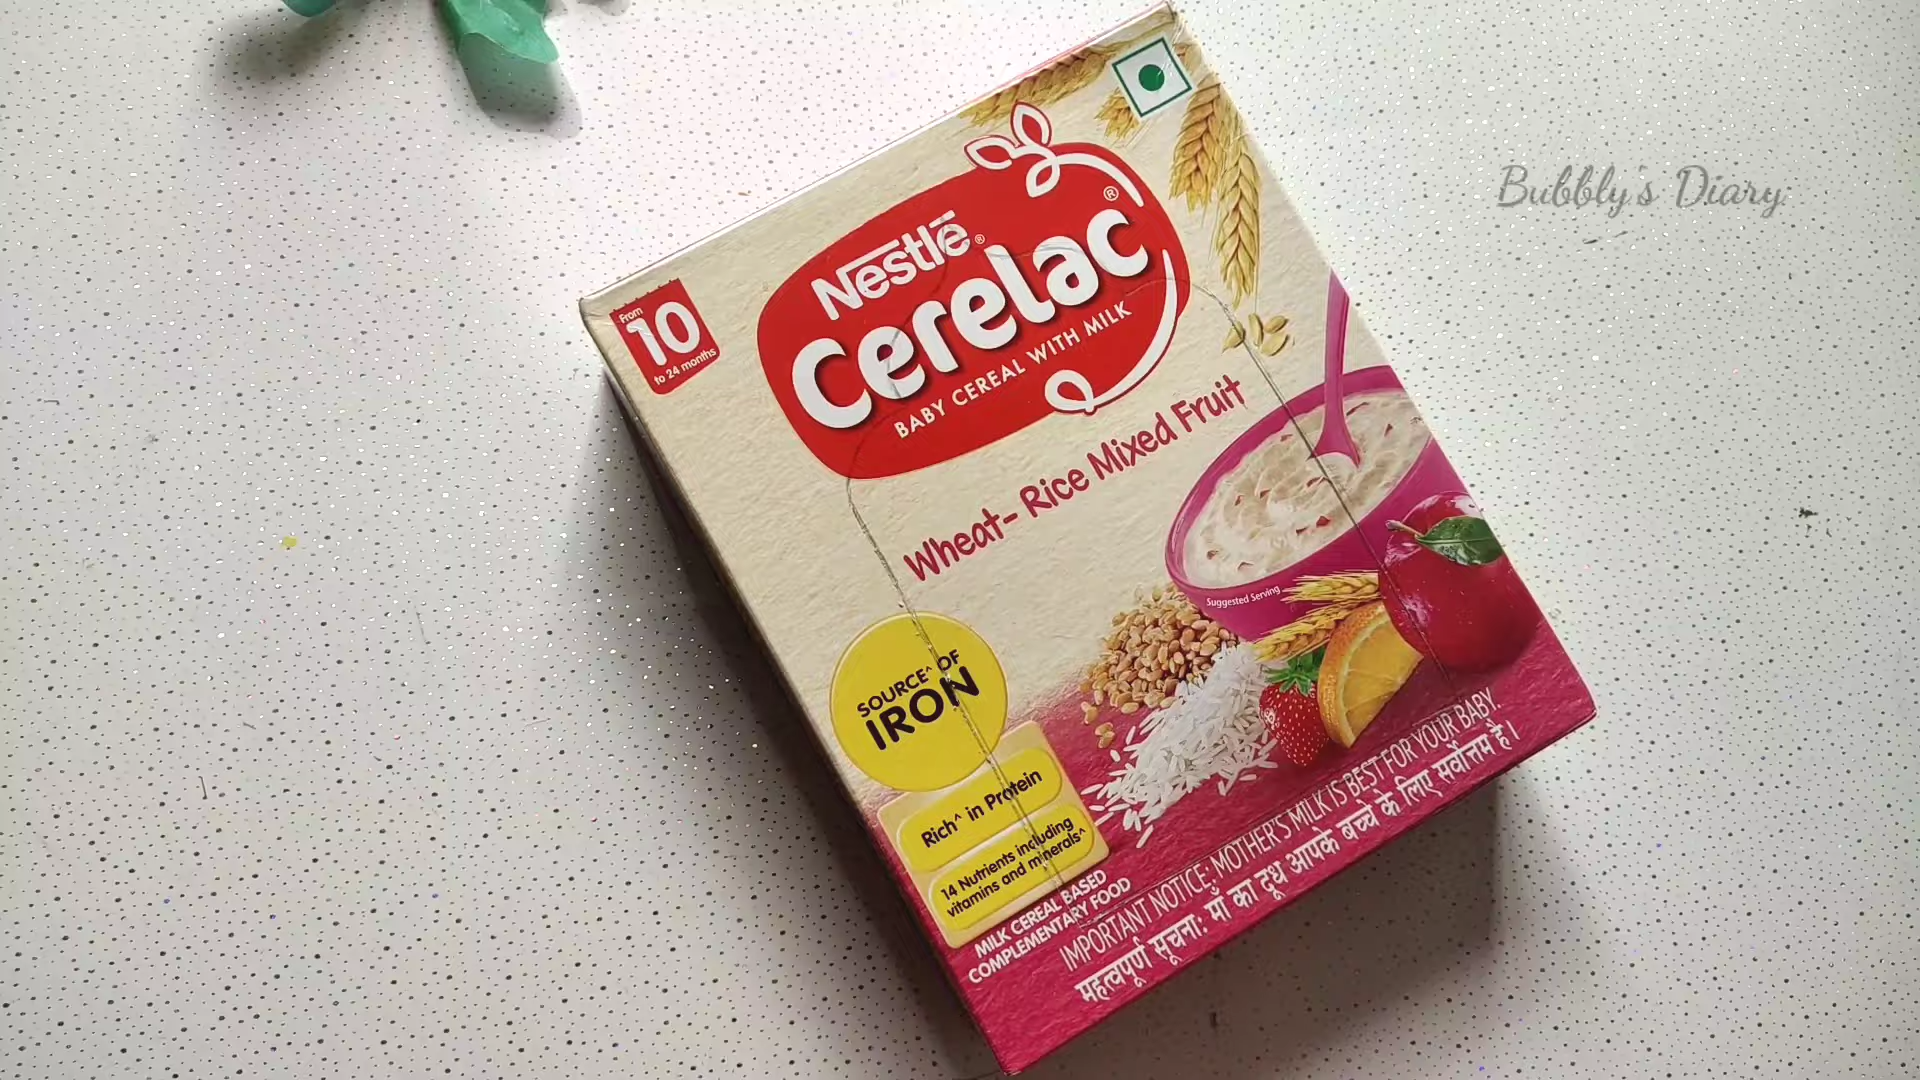 Bubbly's Diary
From
10
to 24 months
Nestlē®
Cerelac®
BABY CEREAL WITH MILK
Wheat- Rice Mixed Fruit
Suggested Serving
SOURCE^ OF
IRON
Rich^ in Protein
14 Nutrients including
vitamins and minerals^
MILK CEREAL BASED
COMPLEMENTARY FOOD
IMPORTANT NOTICE: MOTHER'S MILK IS BEST FOR YOUR BABY.
महत्वपूर्ण सूचना: माँ का दूध आपके बच्चे के लिए सर्वोत्तम है।